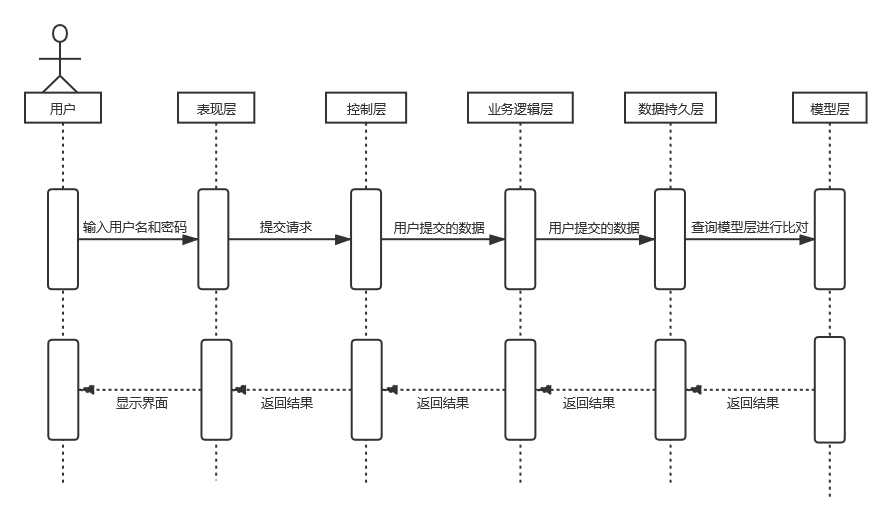 用户
表现层
控制层
业务逻辑层
数据持久层
模型层
输入用户名和密码
提交请求
用户提交的数据
用户提交的数据
查询模型层进行比对
显示界面
返回结果
返回结果
返回结果
返回结果